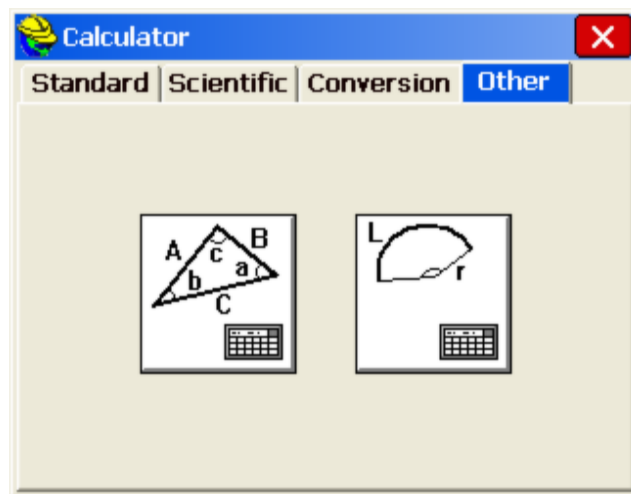 Calculator
Standard Scientific Conversion Other
A c B
b a
C
L
r